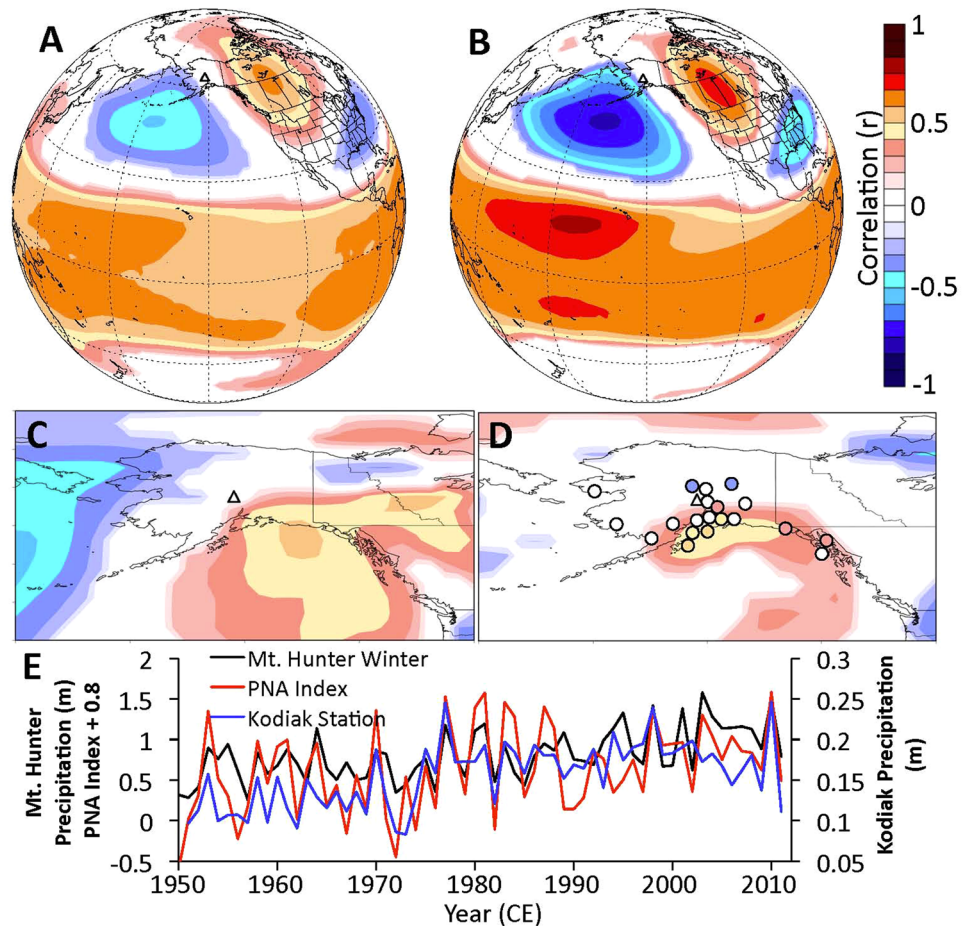 A
B
1
0.5
0
-0.5
-1
Correlation (r)
C
D
E
Mt. Hunter
Precipitation (m)
PNA Index + 0.8
2
1.5
1
0.5
0
-0.5
Mt. Hunter Winter
PNA Index
Kodiak Station
0.3
0.25
0.2
0.15
0.1
0.05
Kodiak Precipitation
(m)
1950 1960 1970 1980 1990 2000 2010
Year (CE)